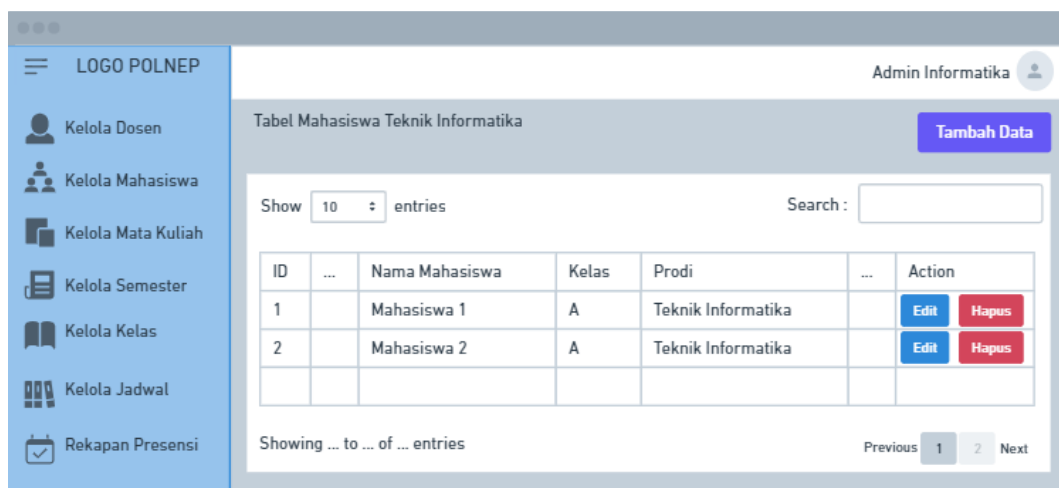 LOGO POLNEP
Admin Informatika
Kelola Dosen
Kelola Mahasiswa
Kelola Mata Kuliah
Kelola Semester
Kelola Kelas
Kelola Jadwal
Rekapan Presensi
Tabel Mahasiswa Teknik Informatika
Tambah Data
Show 10 entries Search :
ID ... Nama Mahasiswa Kelas Prodi ... Action
1 Mahasiswa 1 A Teknik Informatika Edit Hapus
2 Mahasiswa 2 A Teknik Informatika Edit Hapus
Showing ... to ... of ... entries Previous 1 2 Next